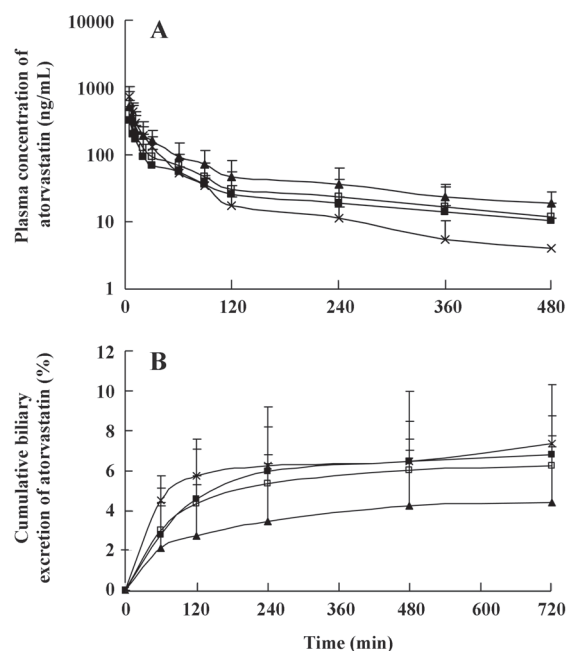 A
Plasma concentration of
atorvastatin (ng/mL)
10000
1000
100
10
1
0 120 240 360 480
B
Cumulative biliary
excretion of atorvastatin (%)
12
10
8
6
4
2
0
0 120 240 360 480 600 720
Time (min)